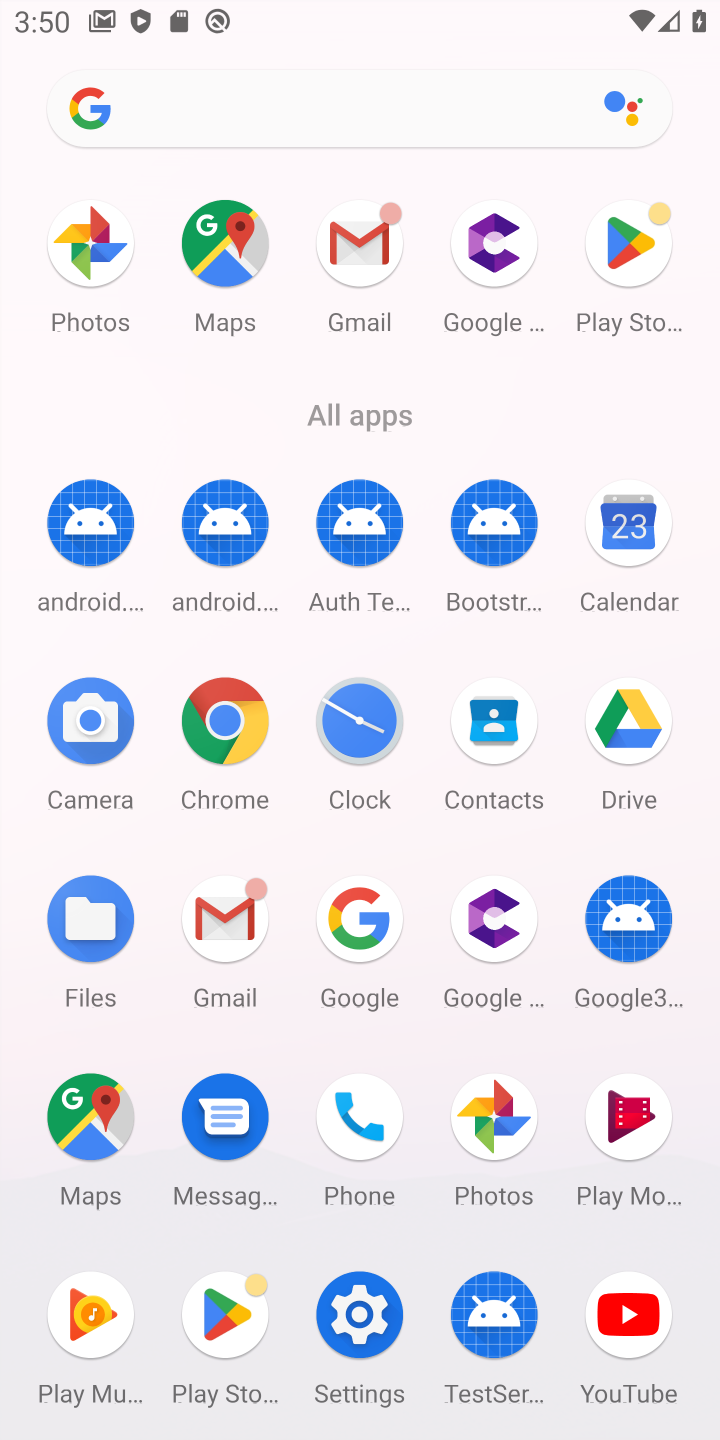 3:50
Photos Maps Gmail Google ... Play Sto...
All apps
android.... android.... Auth Te... Bootstr... Calendar
23
Camera Chrome Clock Contacts Drive
Files Gmail Google Google ... Google3...
Maps Messag... Phone Photos Play Mo...
Play Mu... Play Sto... Settings TestSer... YouTube